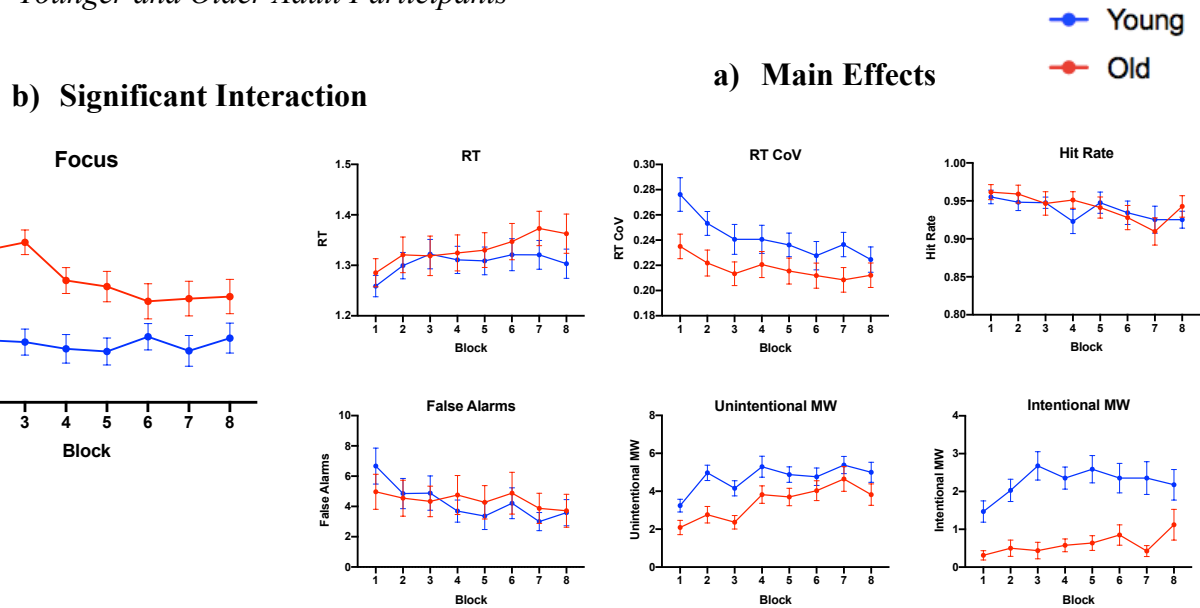 Younger and Older Adult Participants
Young
Old
a) Main Effects
b) Significant Interaction
Focus
3 4 5 6 7 8
Block
RT
1.5
1.4
1.3
1.2
RT
1 2 3 4 5 6 7 8
Block
RT CoV
0.30
0.28
0.26
0.24
0.22
0.20
0.18
RT CoV
1 2 3 4 5 6 7 8
Block
Hit Rate
1.00
0.95
0.90
0.85
0.80
Hit Rate
1 2 3 4 5 6 7 8
Block
False Alarms
10
8
6
4
2
0
False Alarms
1 2 3 4 5 6 7 8
Block
Unintentional MW
8
6
4
2
0
Unintentional MW
1 2 3 4 5 6 7 8
Block
Intentional MW
4
3
2
1
0
Intentional MW
1 2 3 4 5 6 7 8
Block